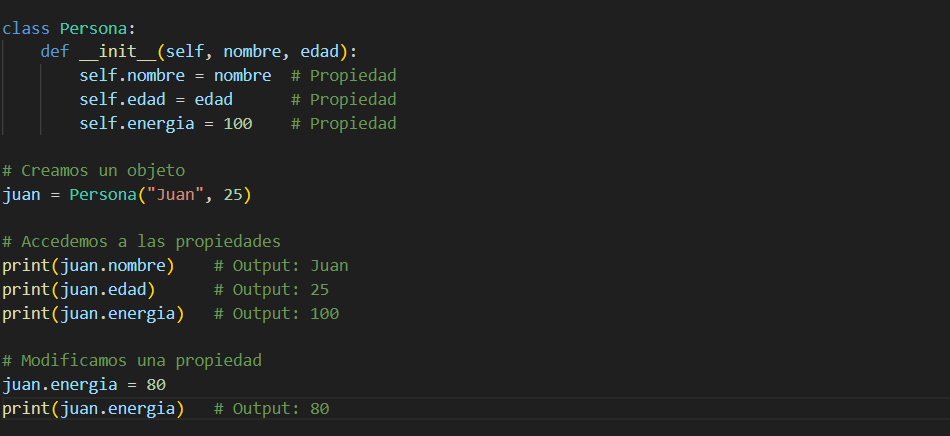 class Persona:
    def __init__(self, nombre, edad):
        self.nombre = nombre  # Propiedad
        self.edad = edad      # Propiedad
        self.energia = 100    # Propiedad

# Creamos un objeto
juan = Persona("Juan", 25)

# Accedemos a las propiedades
print(juan.nombre)    # Output: Juan
print(juan.edad)      # Output: 25
print(juan.energia)   # Output: 100

# Modificamos una propiedad
juan.energia = 80
print(juan.energia)   # Output: 80